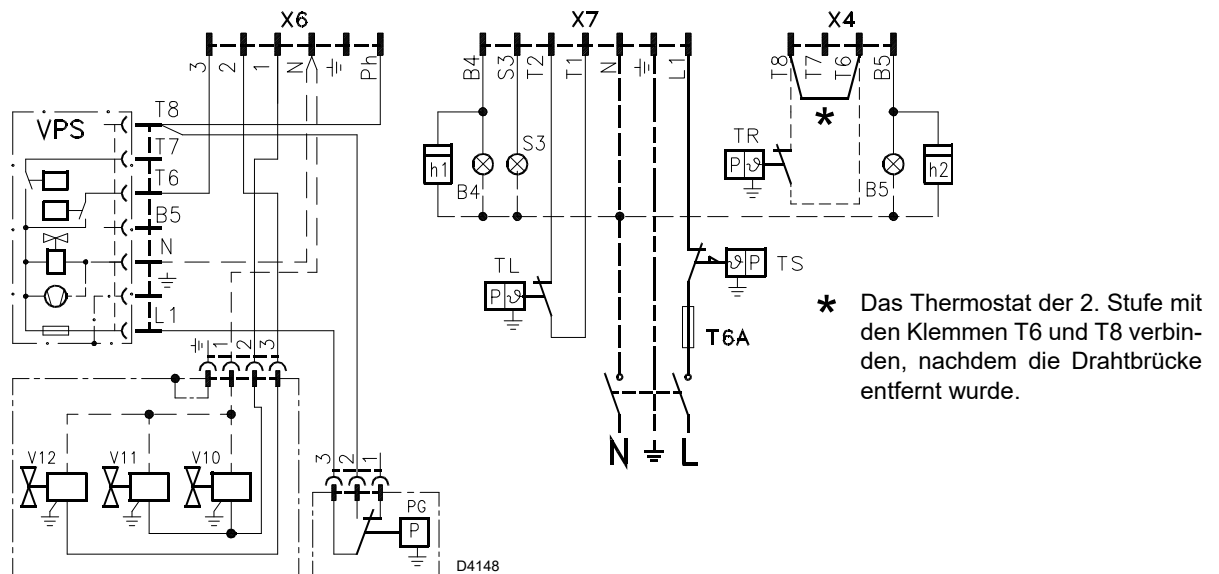 X6
X7
X4
3
2
1
N
Ph
B4
S3
T2
T1
N
L1
T8
T7
T6
B5
VPS
T8
T7
T6
B5
N
L1
h1
B4
S3
TR
P ϑ
*
B5
h2
TL
P ϑ
ϑ P
TS
T6A
N
L
* Das Thermostat der 2. Stufe mit
den Klemmen T6 und T8 verbin-
den, nachdem die Drahtbrücke
entfernt wurde.
1
2
3
V12
V11
V10
3
2
1
PG
P
D4148